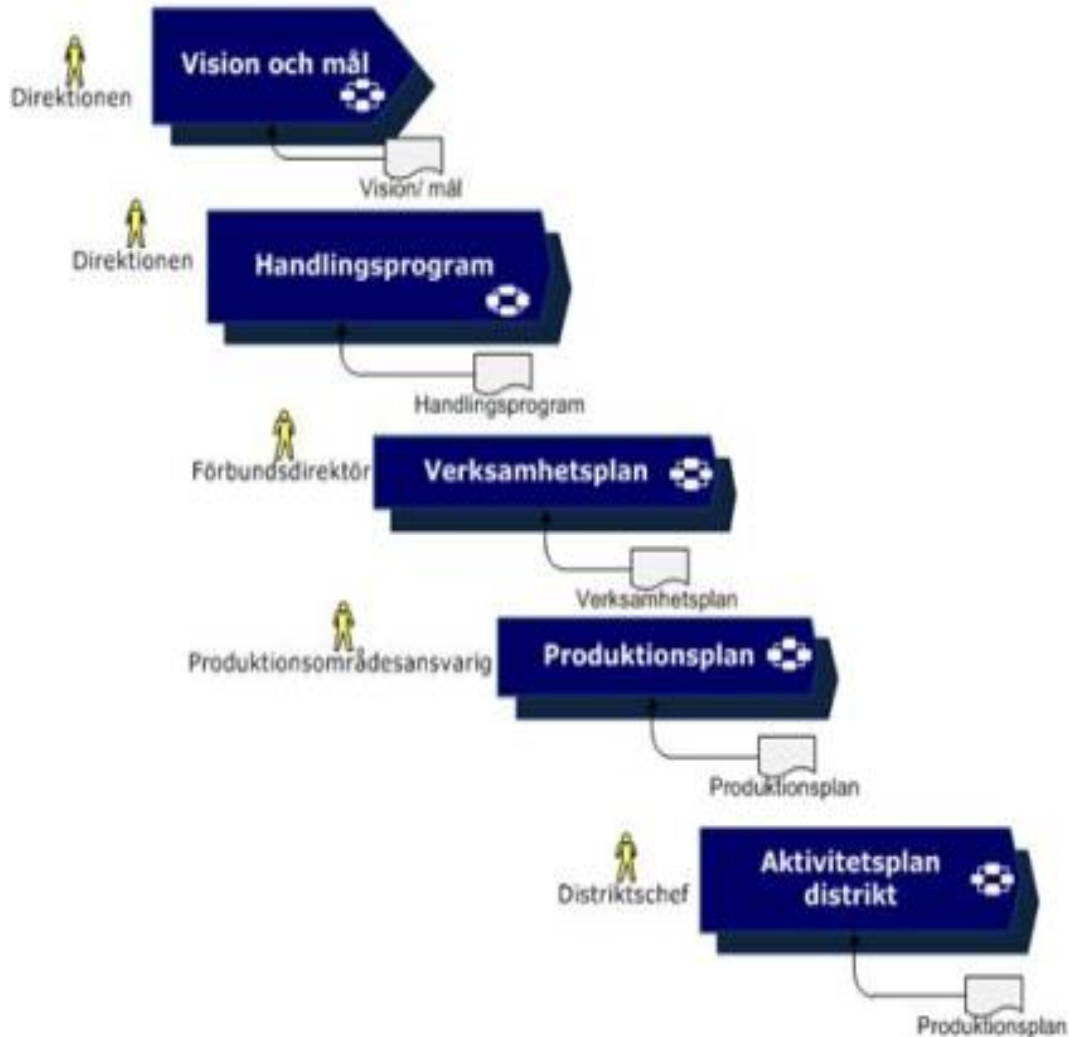 Vision och mål
Direktionen
Vision/ mål
Handlingsprogram
Direktionen
Handlingsprogram
Verksamhetsplan
Förbundsdirektör
Verksamhetsplan
Produktionsplan
Produktionsområdesansvarig
Produktionsplan
Aktivitetsplan
distrikt
Distriktschef
Produktionsplan